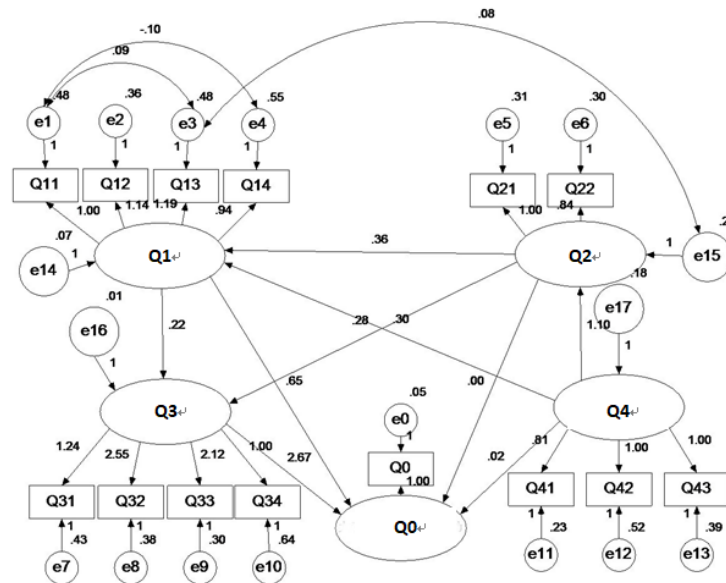 -.10
.08
.09
.48
.36
.48
.55
.31
.30
e1
e2
e3
e4
e5
e6
1
1
1
1
1
1
Q11
Q12
Q13
Q14
Q21
Q22
1.00
1.14
1.19
.94
1.00
.84
.2
.07
e14
1
Q1
.36
Q2
1
e15
.01
.18
e16
e17
1
.22
.28
.30
1.10
1
Q3
.65
.05
.00
Q4
e0
1
1.24
2.55
2.12
1.00
2.67
Q0
1.00
.02
.81
1.00
1.00
Q31
Q32
Q33
Q34
Q0
Q41
Q42
Q43
1
.43
1
.38
1
.30
1
.64
1
.23
1
.52
1
.39
e7
e8
e9
e10
e11
e12
e13